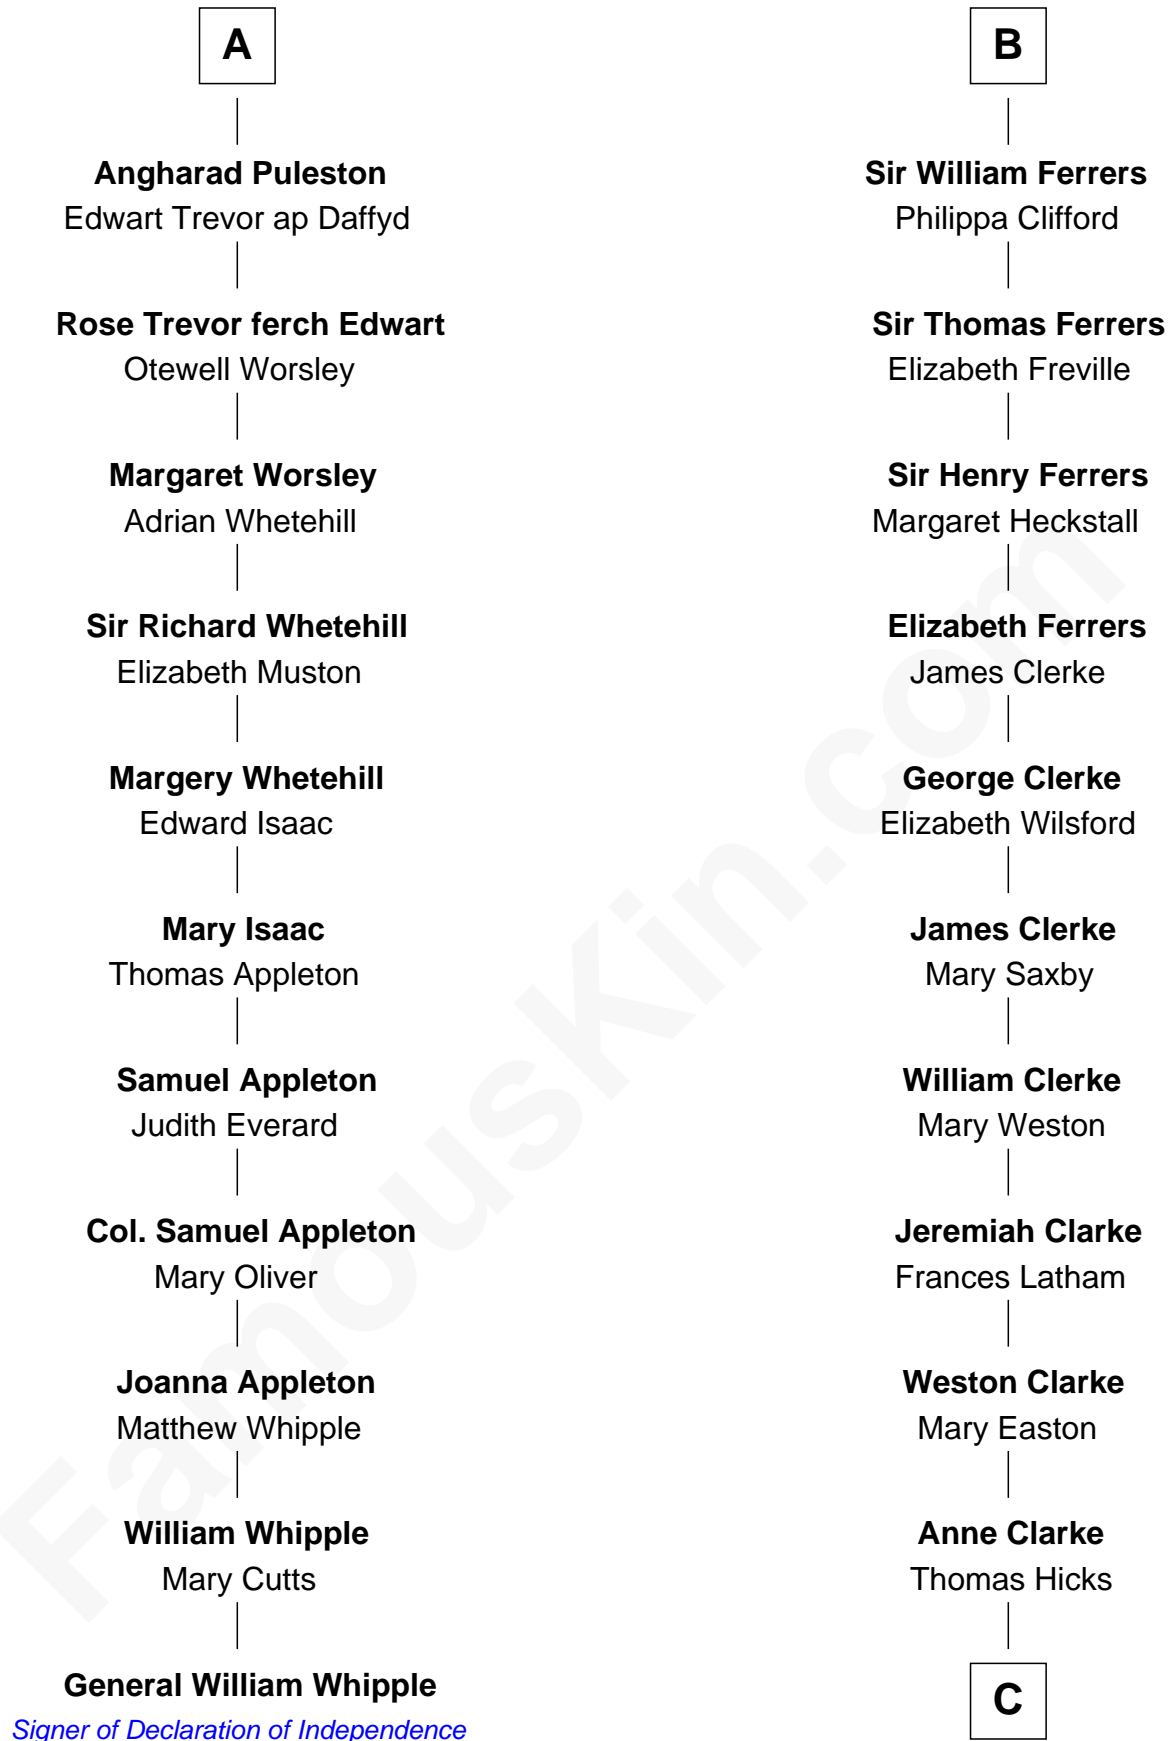 A
Angharad Puleston
Edwart Trevor ap Daffyd
Rose Trevor ferch Edwart
Otewell Worsley
Margaret Worsley
Adrian Whetehill
Sir Richard Whetehill
Elizabeth Muston
Margery Whetehill
Edward Isaac
Mary Isaac
Thomas Appleton
Samuel Appleton
Judith Everard
Col. Samuel Appleton
Mary Oliver
Joanna Appleton
Matthew Whipple
William Whipple
Mary Cutts
General William Whipple
Signer of Declaration of Independence
B
Sir William Ferrers
Philippa Clifford
Sir Thomas Ferrers
Elizabeth Freville
Sir Henry Ferrers
Margaret Heckstall
Elizabeth Ferrers
James Clerke
George Clerke
Elizabeth Wilsford
James Clerke
Mary Saxby
William Clerke
Mary Weston
Jeremiah Clarke
Frances Latham
Weston Clarke
Mary Easton
Anne Clarke
Thomas Hicks
C
FamousKin.com